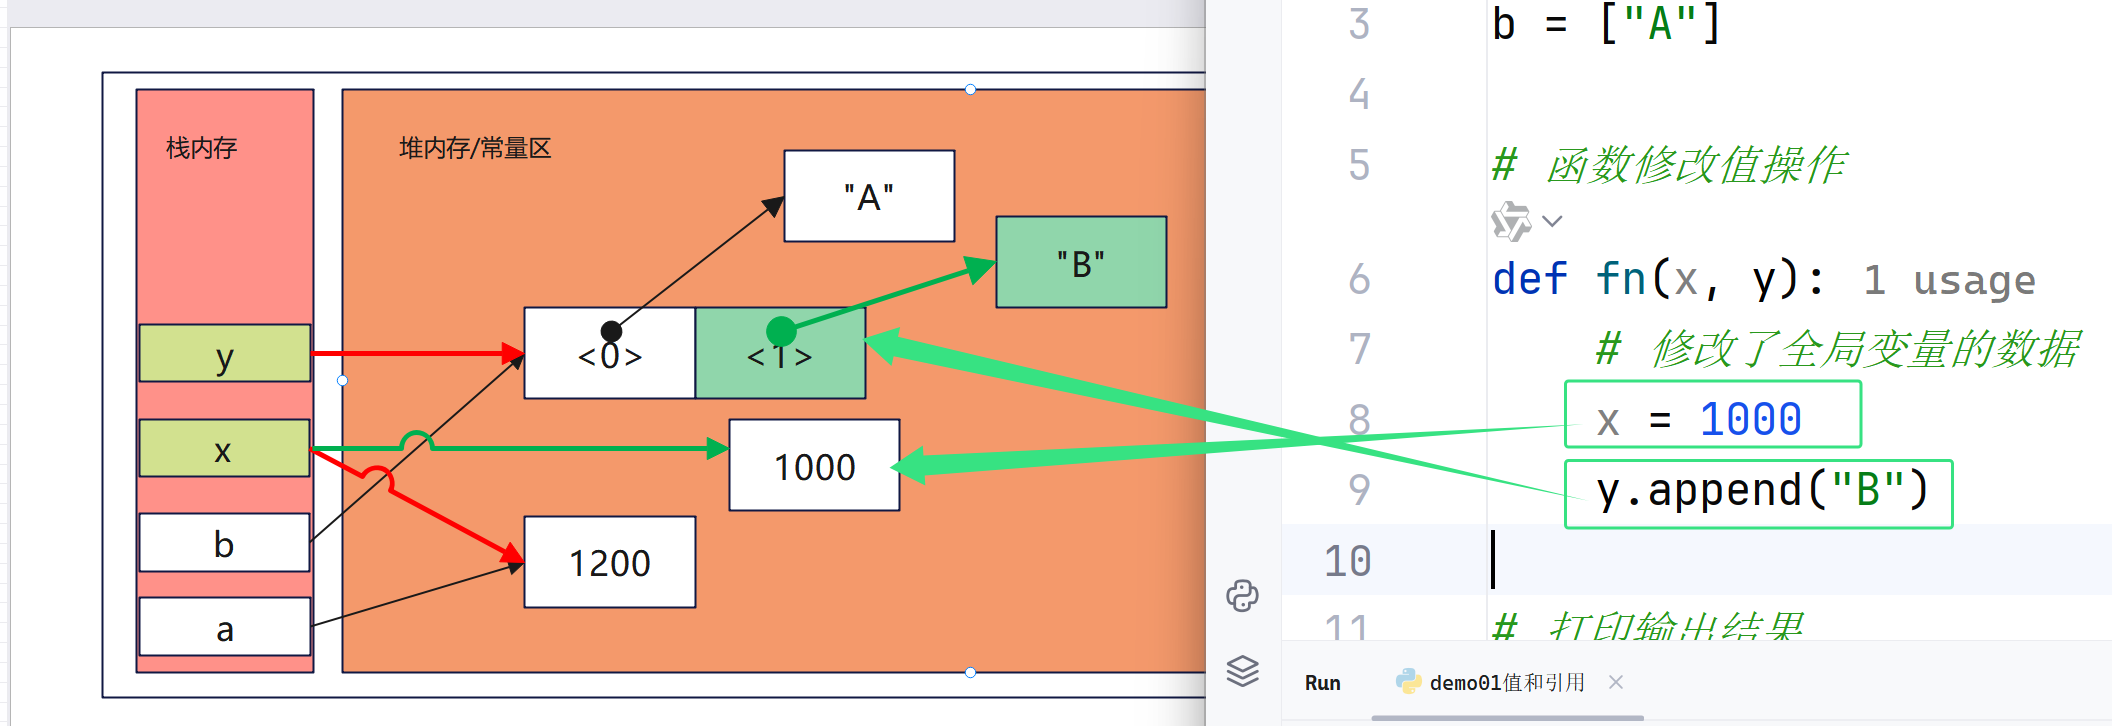 栈内存
堆内存/常量区
"A"
"B"
y
<0>
<1>
x
1000
b
1200
a
3 b = ["A"]
4
5 # 函数修改值操作
6 def fn(x, y): 1 usage
7 # 修改了全局变量的数据
8 x = 1000
9 y.append("B")
10
11 # 打印输出结果
Run demo01值和引用